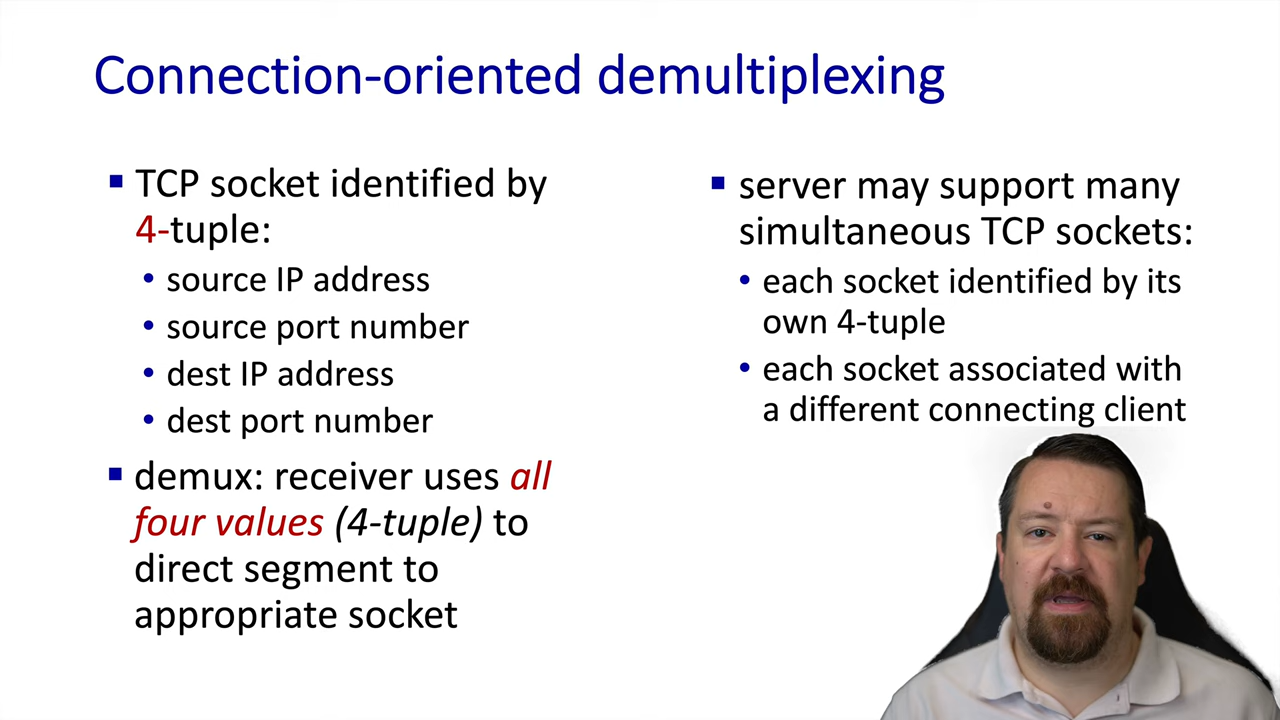 Connection-oriented demultiplexing
▪ TCP socket identified by
4-tuple:
• source IP address
• source port number
• dest IP address
• dest port number
▪ demux: receiver uses all
four values (4-tuple) to
direct segment to
appropriate socket
▪ server may support many
simultaneous TCP sockets:
• each socket identified by its
own 4-tuple
• each socket associated with
a different connecting client